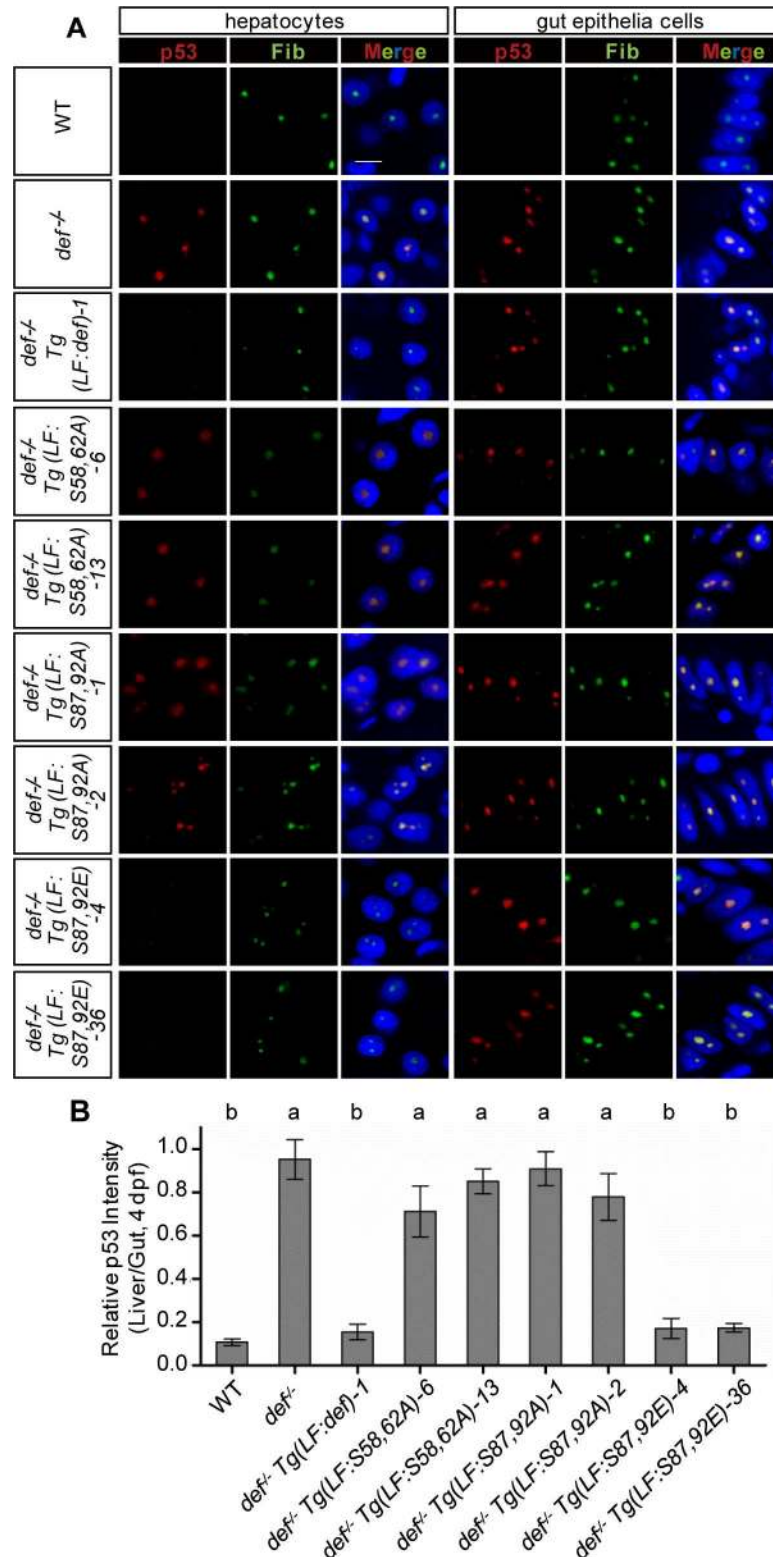 A
hepatocytes gut epithelia cells
p53 Fib Merge p53 Fib Merge
WT
def-/-
def-/-
Tg
(LF:def)-1
def-/-
Tg (LF:
S58,62A)
-6
def-/-
Tg (LF:
S58,62A)
-13
def-/-
Tg (LF:
S87,92A)
-1
def-/-
Tg (LF:
S87,92A)
-2
def-/-
Tg (LF:
S87,92E)
-4
def-/-
Tg (LF:
S87,92E)
-36
B
b a b a a a a b b
Relative p53 Intensity
(Liver/Gut, 4 dpf)
1.0
0.8
0.6
0.4
0.2
0.0
WT
def-/-
def-/- Tg(LF:def)-1
def-/- Tg(LF:S58,62A)-6
def-/- Tg(LF:S58,62A)-13
def-/- Tg(LF:S87,92A)-1
def-/- Tg(LF:S87,92A)-2
def-/- Tg(LF:S87,92E)-4
def-/- Tg(LF:S87,92E)-36